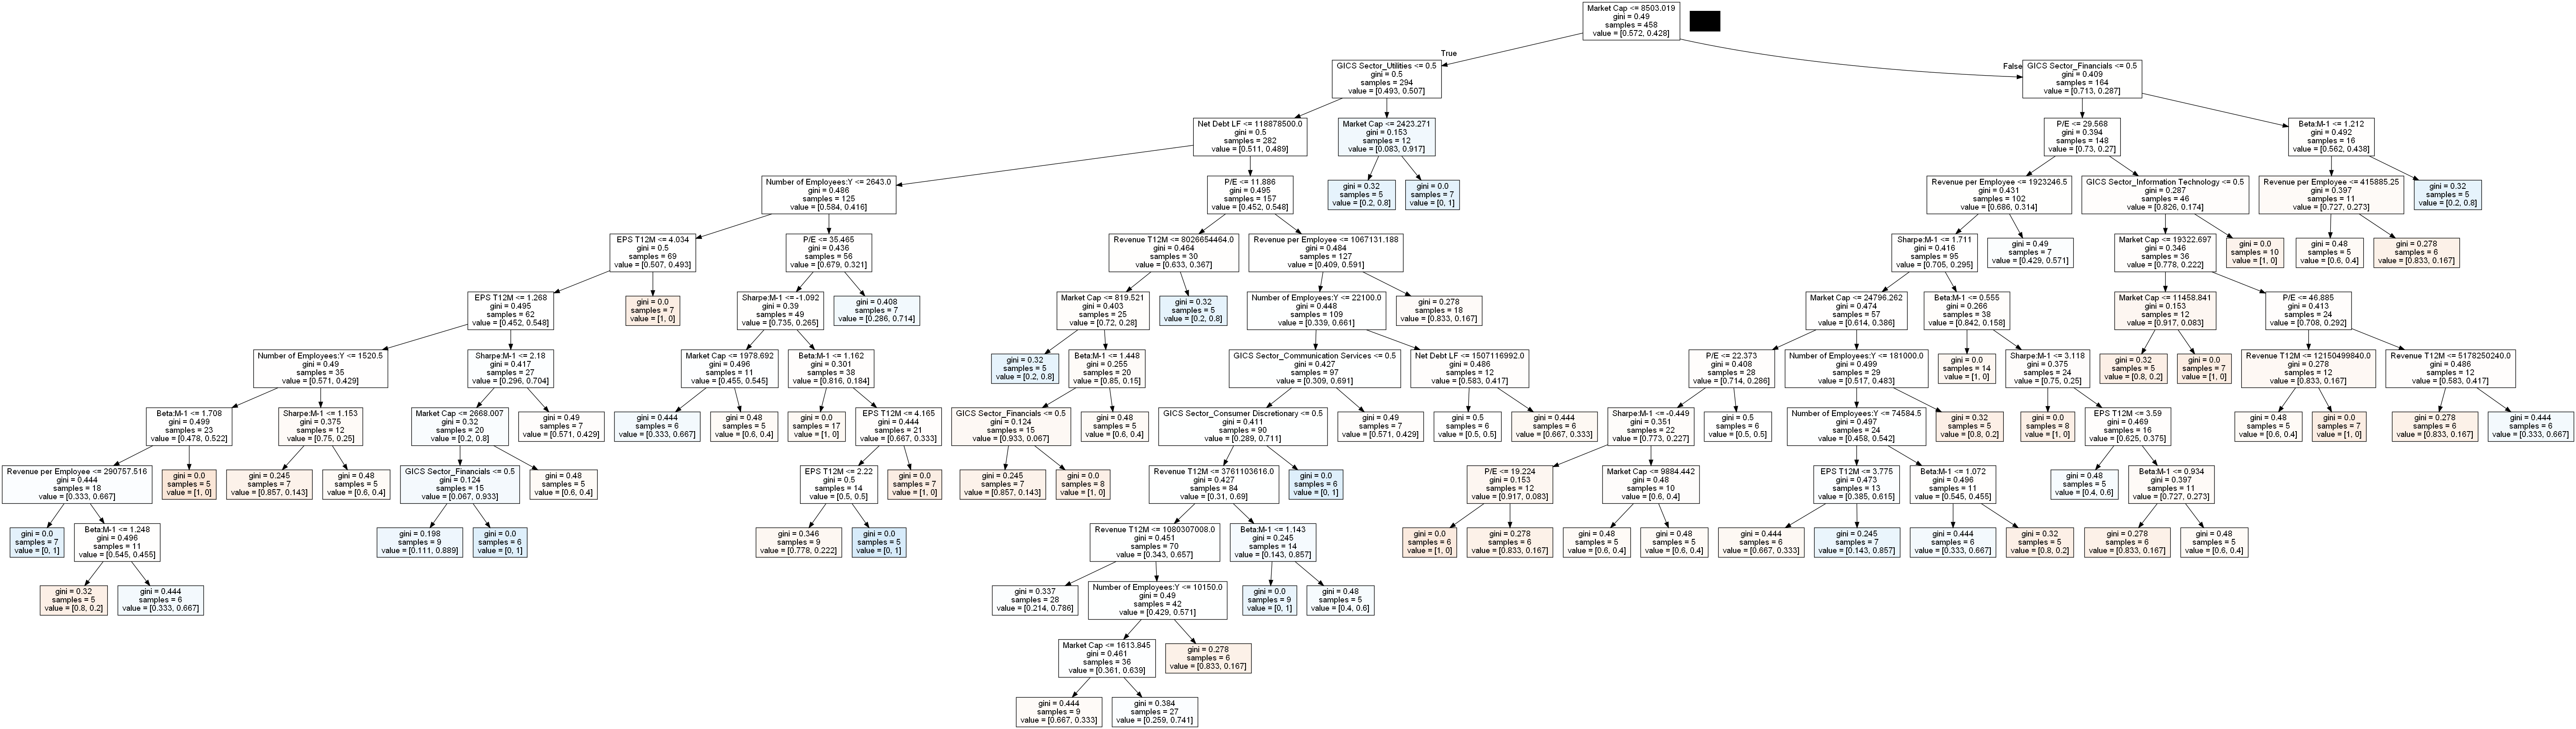 Market Cap <= 8503.019
gini = 0.49
samples = 458
value = [0.572, 0.428]
True
False
GICS Sector_Utilities <= 0.5
gini = 0.5
samples = 294
value = [0.493, 0.507]
GICS Sector_Financials <= 0.5
gini = 0.409
samples = 164
value = [0.713, 0.287]
Net Debt LF <= 118878500.0
gini = 0.5
samples = 282
value = [0.511, 0.489]
Market Cap <= 2423.271
gini = 0.153
samples = 12
value = [0.083, 0.917]
P/E <= 29.568
gini = 0.394
samples = 148
value = [0.73, 0.27]
Beta:M-1 <= 1.212
gini = 0.492
samples = 16
value = [0.562, 0.438]
Number of Employees:Y <= 2643.0
gini = 0.486
samples = 125
value = [0.584, 0.416]
P/E <= 11.886
gini = 0.495
samples = 157
value = [0.452, 0.548]
gini = 0.32
samples = 5
value = [0.2, 0.8]
gini = 0.0
samples = 7
value = [0, 1]
Revenue per Employee <= 1923246.5
gini = 0.431
samples = 102
value = [0.686, 0.314]
GICS Sector_Information Technology <= 0.5
gini = 0.287
samples = 46
value = [0.826, 0.174]
Revenue per Employee <= 415885.25
gini = 0.397
samples = 11
value = [0.727, 0.273]
gini = 0.32
samples = 5
value = [0.2, 0.8]
EPS T12M <= 4.034
gini = 0.5
samples = 69
value = [0.507, 0.493]
P/E <= 35.465
gini = 0.436
samples = 56
value = [0.679, 0.321]
Revenue T12M <= 8026654464.0
gini = 0.464
samples = 30
value = [0.633, 0.367]
Revenue per Employee <= 1067131.188
gini = 0.484
samples = 127
value = [0.409, 0.591]
Sharpe:M-1 <= 1.711
gini = 0.416
samples = 95
value = [0.705, 0.295]
gini = 0.49
samples = 7
value = [0.429, 0.571]
Market Cap <= 19322.697
gini = 0.346
samples = 36
value = [0.778, 0.222]
gini = 0.0
samples = 10
value = [1, 0]
gini = 0.48
samples = 5
value = [0.6, 0.4]
gini = 0.278
samples = 6
value = [0.833, 0.167]
EPS T12M <= 1.268
gini = 0.495
samples = 62
value = [0.452, 0.548]
gini = 0.0
samples = 7
value = [1, 0]
Sharpe:M-1 <= -1.092
gini = 0.39
samples = 49
value = [0.735, 0.265]
gini = 0.408
samples = 7
value = [0.286, 0.714]
Market Cap <= 819.521
gini = 0.403
samples = 25
value = [0.72, 0.28]
gini = 0.32
samples = 5
value = [0.2, 0.8]
Number of Employees:Y <= 22100.0
gini = 0.448
samples = 109
value = [0.339, 0.661]
gini = 0.278
samples = 18
value = [0.833, 0.167]
Market Cap <= 24796.262
gini = 0.474
samples = 57
value = [0.614, 0.386]
Beta:M-1 <= 0.555
gini = 0.266
samples = 38
value = [0.842, 0.158]
Market Cap <= 11458.841
gini = 0.153
samples = 12
value = [0.917, 0.083]
P/E <= 46.885
gini = 0.413
samples = 24
value = [0.708, 0.292]
Number of Employees:Y <= 1520.5
gini = 0.49
samples = 35
value = [0.571, 0.429]
Sharpe:M-1 <= 2.18
gini = 0.417
samples = 27
value = [0.296, 0.704]
Market Cap <= 1978.692
gini = 0.496
samples = 11
value = [0.455, 0.545]
Beta:M-1 <= 1.162
gini = 0.301
samples = 38
value = [0.816, 0.184]
gini = 0.32
samples = 5
value = [0.2, 0.8]
Beta:M-1 <= 1.448
gini = 0.255
samples = 20
value = [0.85, 0.15]
GICS Sector_Communication Services <= 0.5
gini = 0.427
samples = 97
value = [0.309, 0.691]
Net Debt LF <= 1507116992.0
gini = 0.486
samples = 12
value = [0.583, 0.417]
P/E <= 22.373
gini = 0.408
samples = 28
value = [0.714, 0.286]
Number of Employees:Y <= 181000.0
gini = 0.499
samples = 29
value = [0.517, 0.483]
gini = 0.0
samples = 14
value = [1, 0]
Sharpe:M-1 <= 3.118
gini = 0.375
samples = 24
value = [0.75, 0.25]
gini = 0.32
samples = 5
value = [0.8, 0.2]
gini = 0.0
samples = 7
value = [1, 0]
Revenue T12M <= 12150499840.0
gini = 0.278
samples = 12
value = [0.833, 0.167]
Revenue T12M <= 5178250240.0
gini = 0.486
samples = 12
value = [0.583, 0.417]
Beta:M-1 <= 1.708
gini = 0.499
samples = 23
value = [0.478, 0.522]
Sharpe:M-1 <= 1.153
gini = 0.375
samples = 12
value = [0.75, 0.25]
Market Cap <= 2668.007
gini = 0.32
samples = 20
value = [0.2, 0.8]
gini = 0.49
samples = 7
value = [0.571, 0.429]
gini = 0.444
samples = 6
value = [0.333, 0.667]
gini = 0.48
samples = 5
value = [0.6, 0.4]
gini = 0.0
samples = 17
value = [1, 0]
EPS T12M <= 4.165
gini = 0.444
samples = 21
value = [0.667, 0.333]
GICS Sector_Financials <= 0.5
gini = 0.124
samples = 15
value = [0.933, 0.067]
gini = 0.48
samples = 5
value = [0.6, 0.4]
GICS Sector_Consumer Discretionary <= 0.5
gini = 0.411
samples = 90
value = [0.289, 0.711]
gini = 0.49
samples = 7
value = [0.571, 0.429]
gini = 0.5
samples = 6
value = [0.5, 0.5]
gini = 0.444
samples = 6
value = [0.667, 0.333]
Sharpe:M-1 <= -0.449
gini = 0.351
samples = 22
value = [0.773, 0.227]
gini = 0.5
samples = 6
value = [0.5, 0.5]
Number of Employees:Y <= 74584.5
gini = 0.497
samples = 24
value = [0.458, 0.542]
gini = 0.32
samples = 5
value = [0.8, 0.2]
gini = 0.0
samples = 8
value = [1, 0]
EPS T12M <= 3.59
gini = 0.469
samples = 16
value = [0.625, 0.375]
gini = 0.48
samples = 5
value = [0.6, 0.4]
gini = 0.0
samples = 7
value = [1, 0]
gini = 0.278
samples = 6
value = [0.833, 0.167]
gini = 0.444
samples = 6
value = [0.333, 0.667]
Revenue per Employee <= 290757.516
gini = 0.444
samples = 18
value = [0.333, 0.667]
gini = 0.0
samples = 5
value = [1, 0]
gini = 0.245
samples = 7
value = [0.857, 0.143]
gini = 0.48
samples = 5
value = [0.6, 0.4]
GICS Sector_Financials <= 0.5
gini = 0.124
samples = 15
value = [0.067, 0.933]
gini = 0.48
samples = 5
value = [0.6, 0.4]
EPS T12M <= 2.22
gini = 0.5
samples = 14
value = [0.5, 0.5]
gini = 0.0
samples = 7
value = [1, 0]
gini = 0.245
samples = 7
value = [0.857, 0.143]
gini = 0.0
samples = 8
value = [1, 0]
Revenue T12M <= 3761103616.0
gini = 0.427
samples = 84
value = [0.31, 0.69]
gini = 0.0
samples = 6
value = [0, 1]
P/E <= 19.224
gini = 0.153
samples = 12
value = [0.917, 0.083]
Market Cap <= 9884.442
gini = 0.48
samples = 10
value = [0.6, 0.4]
EPS T12M <= 3.775
gini = 0.473
samples = 13
value = [0.385, 0.615]
Beta:M-1 <= 1.072
gini = 0.496
samples = 11
value = [0.545, 0.455]
gini = 0.48
samples = 5
value = [0.4, 0.6]
Beta:M-1 <= 0.934
gini = 0.397
samples = 11
value = [0.727, 0.273]
gini = 0.0
samples = 7
value = [0, 1]
Beta:M-1 <= 1.248
gini = 0.496
samples = 11
value = [0.545, 0.455]
gini = 0.198
samples = 9
value = [0.111, 0.889]
gini = 0.0
samples = 6
value = [0, 1]
gini = 0.346
samples = 9
value = [0.778, 0.222]
gini = 0.0
samples = 5
value = [0, 1]
Revenue T12M <= 1080307008.0
gini = 0.451
samples = 70
value = [0.343, 0.657]
Beta:M-1 <= 1.143
gini = 0.245
samples = 14
value = [0.143, 0.857]
gini = 0.0
samples = 6
value = [1, 0]
gini = 0.278
samples = 6
value = [0.833, 0.167]
gini = 0.48
samples = 5
value = [0.6, 0.4]
gini = 0.48
samples = 5
value = [0.6, 0.4]
gini = 0.444
samples = 6
value = [0.667, 0.333]
gini = 0.245
samples = 7
value = [0.143, 0.857]
gini = 0.444
samples = 6
value = [0.333, 0.667]
gini = 0.32
samples = 5
value = [0.8, 0.2]
gini = 0.278
samples = 6
value = [0.833, 0.167]
gini = 0.48
samples = 5
value = [0.6, 0.4]
gini = 0.32
samples = 5
value = [0.8, 0.2]
gini = 0.444
samples = 6
value = [0.333, 0.667]
gini = 0.337
samples = 28
value = [0.214, 0.786]
Number of Employees:Y <= 10150.0
gini = 0.49
samples = 42
value = [0.429, 0.571]
gini = 0.0
samples = 9
value = [0, 1]
gini = 0.48
samples = 5
value = [0.4, 0.6]
Market Cap <= 1613.845
gini = 0.461
samples = 36
value = [0.361, 0.639]
gini = 0.278
samples = 6
value = [0.833, 0.167]
gini = 0.444
samples = 9
value = [0.667, 0.333]
gini = 0.384
samples = 27
value = [0.259, 0.741]